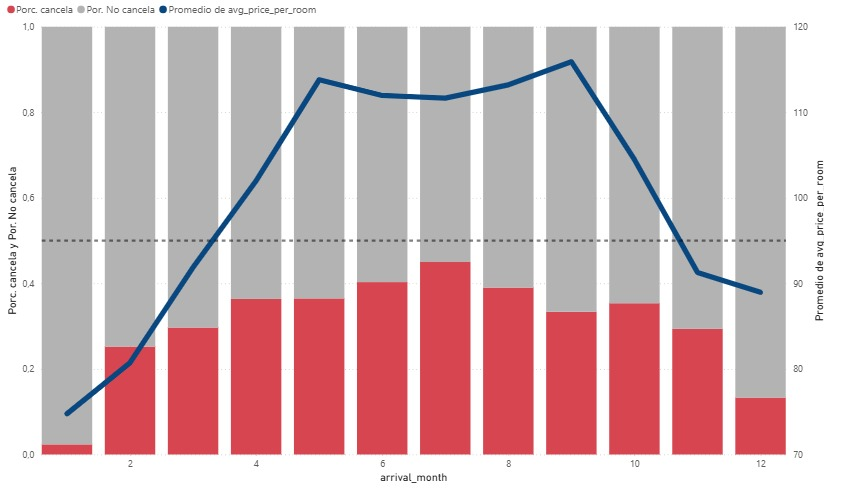 Porc. cancela Por. No cancela Promedio de avg_price_per_room
Porc. cancela y Por. No cancela
1,0
0,8
0,6
0,4
0,2
0,0
2 4 6 8 10 12
arrival_month
120
110
100
90
80
70
Promedio de avg_price_per_room